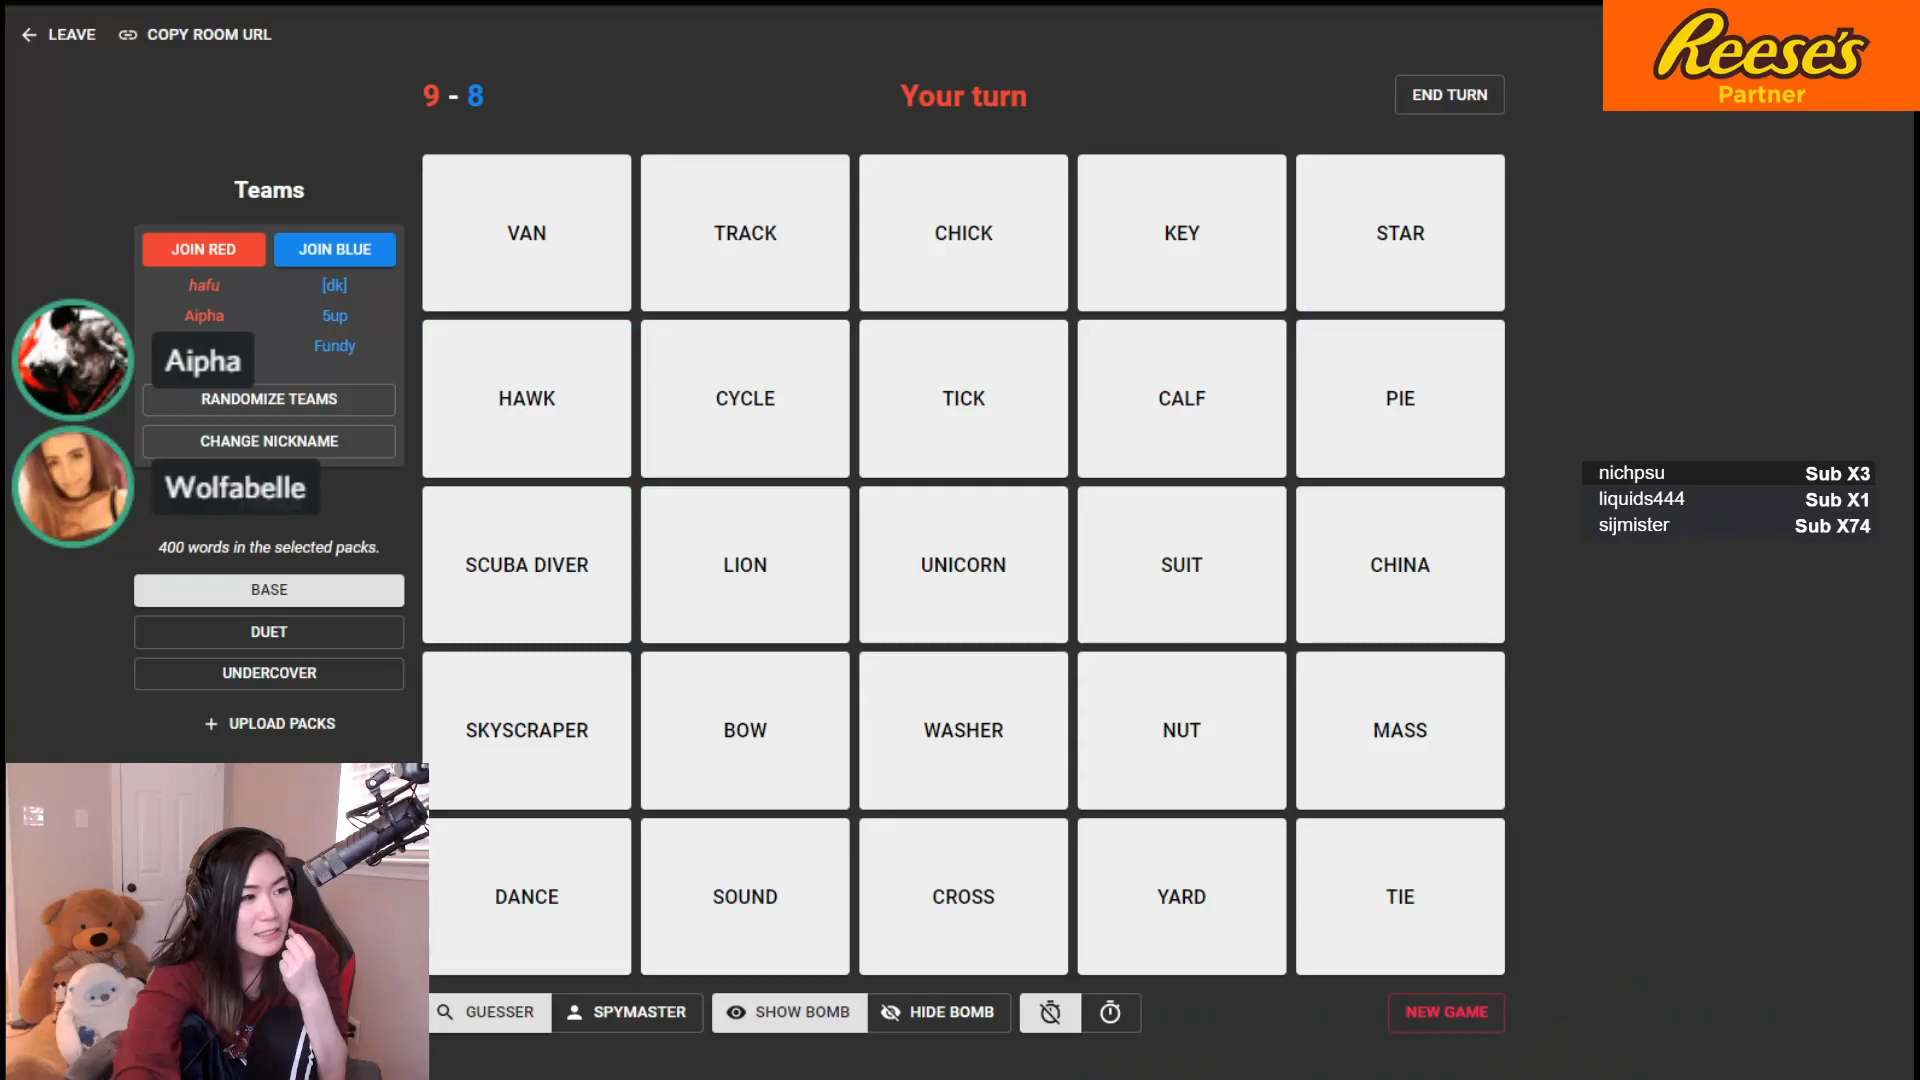 LEAVE
COPY ROOM URL
Reese's
Partner
9 - 8
Your turn
END TURN
Teams
JOIN RED
JOIN BLUE
hafu
[dk]
Aipha
5up
Fundy
Aipha
RANDOMIZE TEAMS
CHANGE NICKNAME
Wolfabelle
400 words in the selected packs.
BASE
DUET
UNDERCOVER
+ UPLOAD PACKS
VAN
TRACK
CHICK
KEY
STAR
HAWK
CYCLE
TICK
CALF
PIE
SCUBA DIVER
LION
UNICORN
SUIT
CHINA
SKYSCRAPER
BOW
WASHER
NUT
MASS
DANCE
SOUND
CROSS
YARD
TIE
nichpsu Sub X3
liquids444 Sub X1
sijmister Sub X74
GUESSER
SPYMASTER
SHOW BOMB
HIDE BOMB
NEW GAME